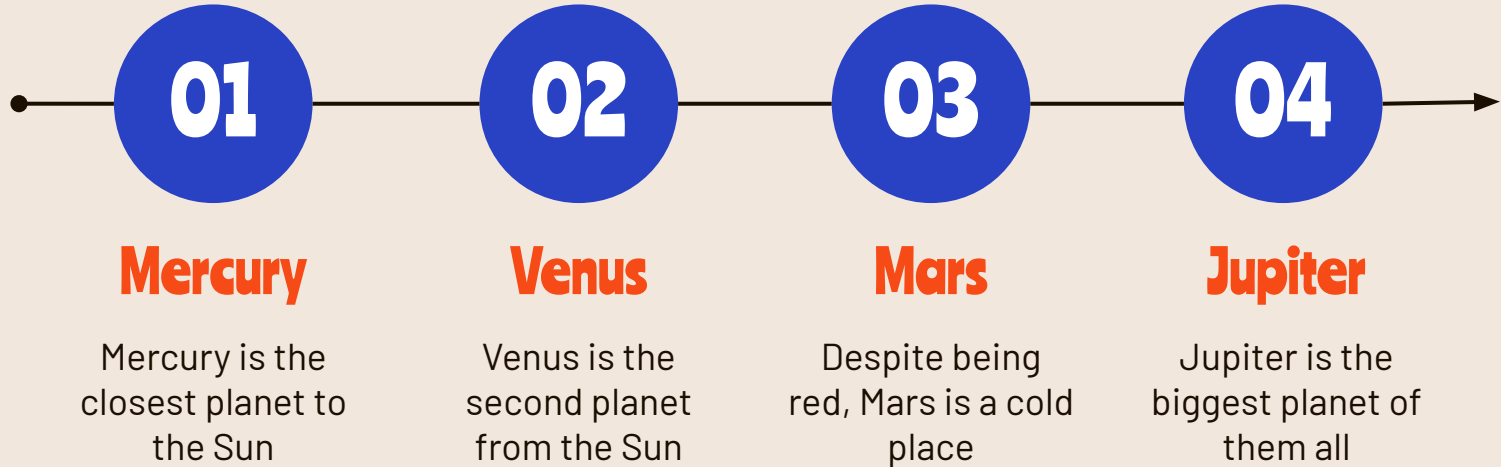 01
02
03
04
Mercury
Venus
Mars
Jupiter
Mercury is the
closest planet to
the Sun
Venus is the
second planet
from the Sun
Despite being
red, Mars is a cold
place
Jupiter is the
biggest planet of
them all